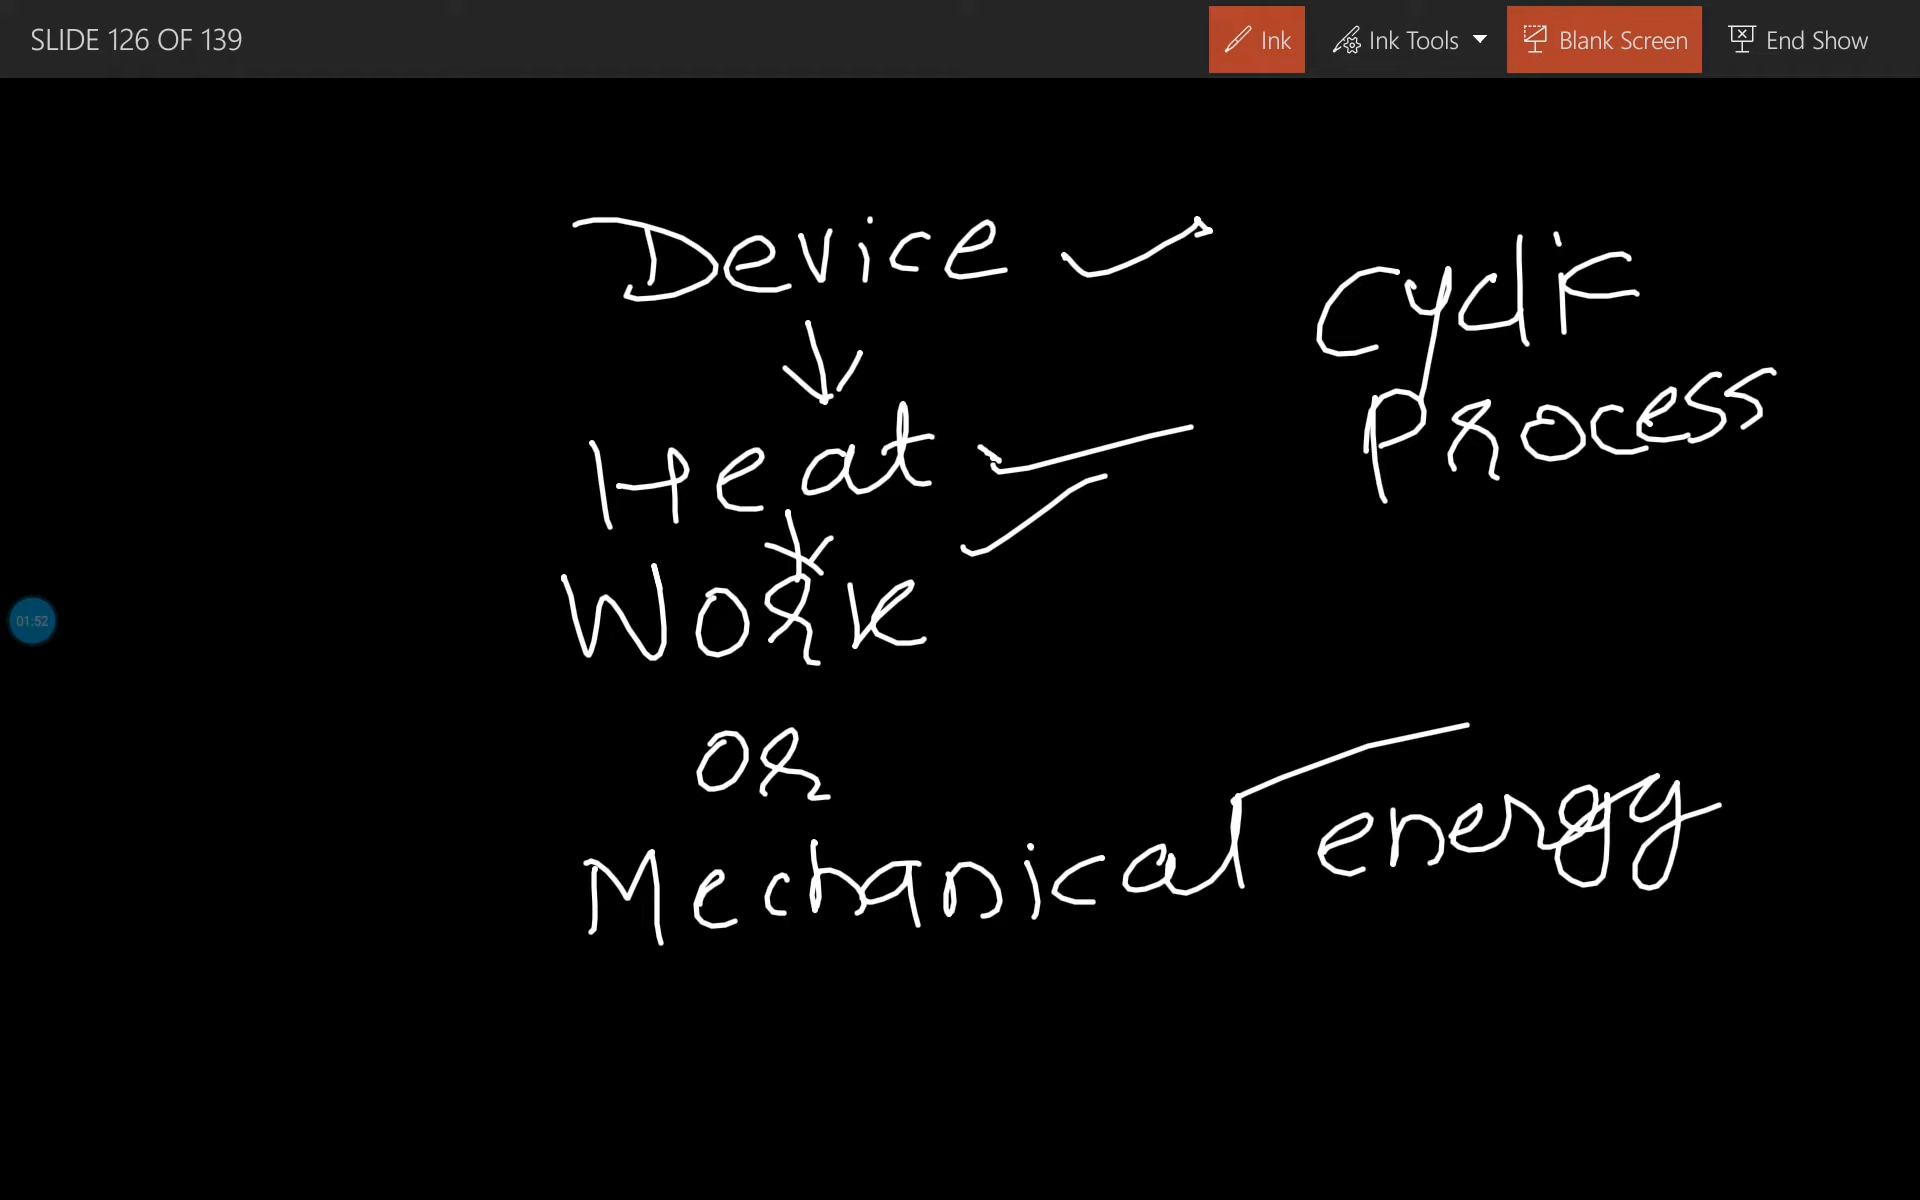 SLIDE 126 OF 139
Ink
Ink Tools
Blank Screen
End Show
Device
Cyclic
Process
Heat
Work
or
Mechanical energy
01:52